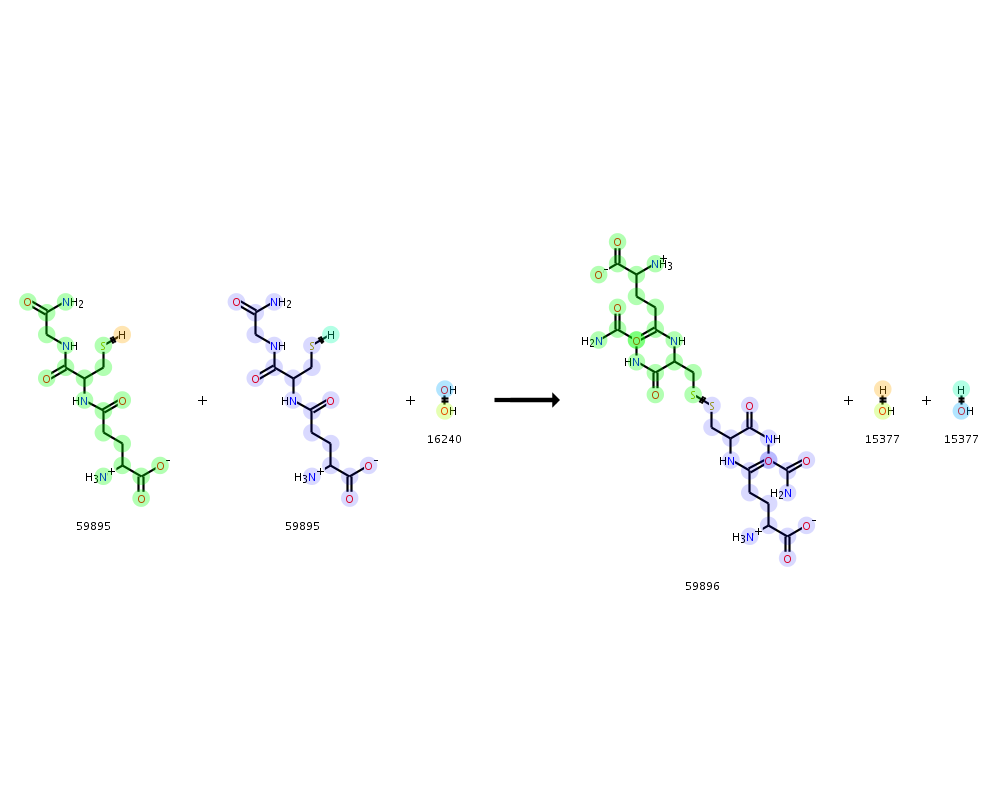 O NH2
NH S H
O
HN O
H3N+ O-
O
59895
+
O NH2
NH S H
O
HN O
H3N+ O-
O
59895
+
OH
OH
16240
O
O- NH3+
O
H2N O NH
HN
O
S S
O
NH
HN O O
H2N
H3N+ O-
O
59896
+
H
OH
15377
+
H
OH
15377